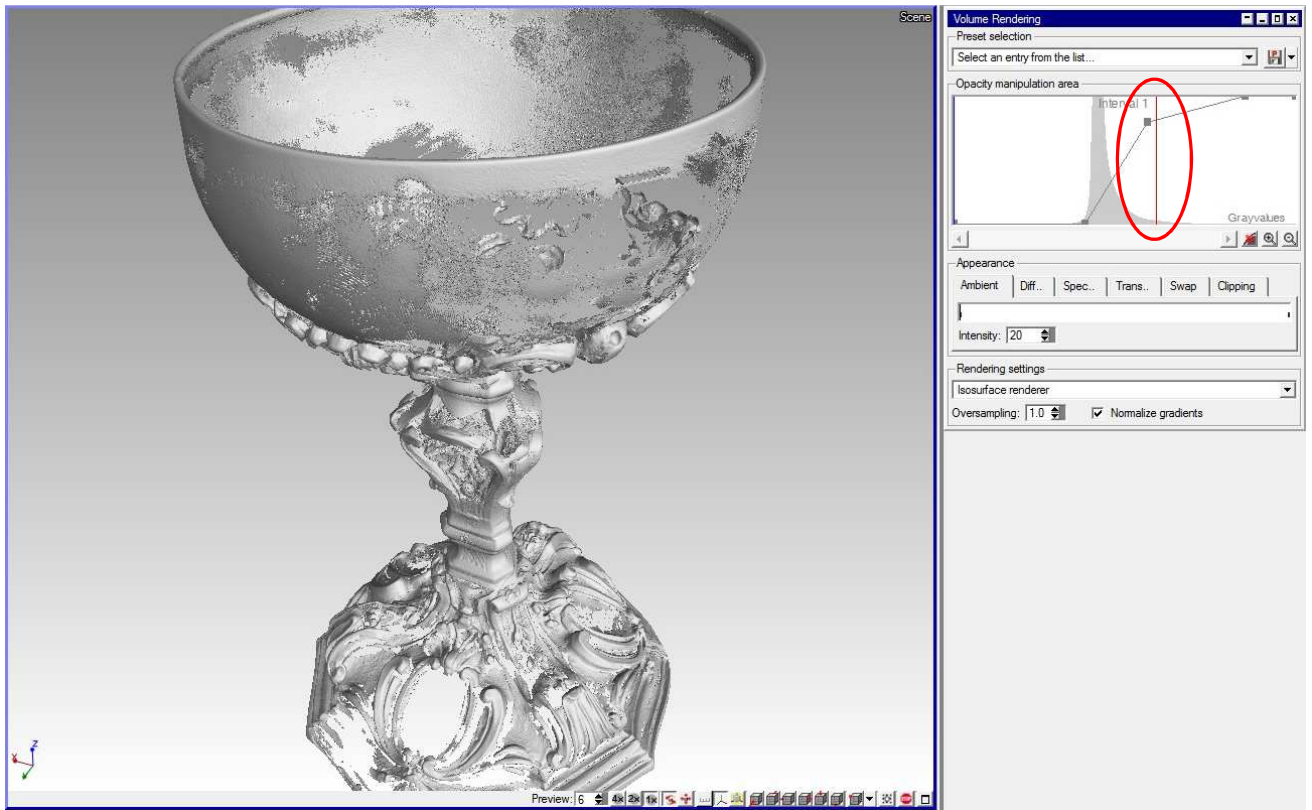 Scene
Volume Rendering
Preset selection
Select an entry from the list...
Opacity manipulation area
Interval 1
Grayvalues
Appearance
Ambient Diff.. Spec.. Trans.. Swap Clipping
Intensity: 20
Rendering settings
Isosurface renderer
Oversampling: 1.0 Normalize gradients
z
x
Preview: 6 4x 2x 1x